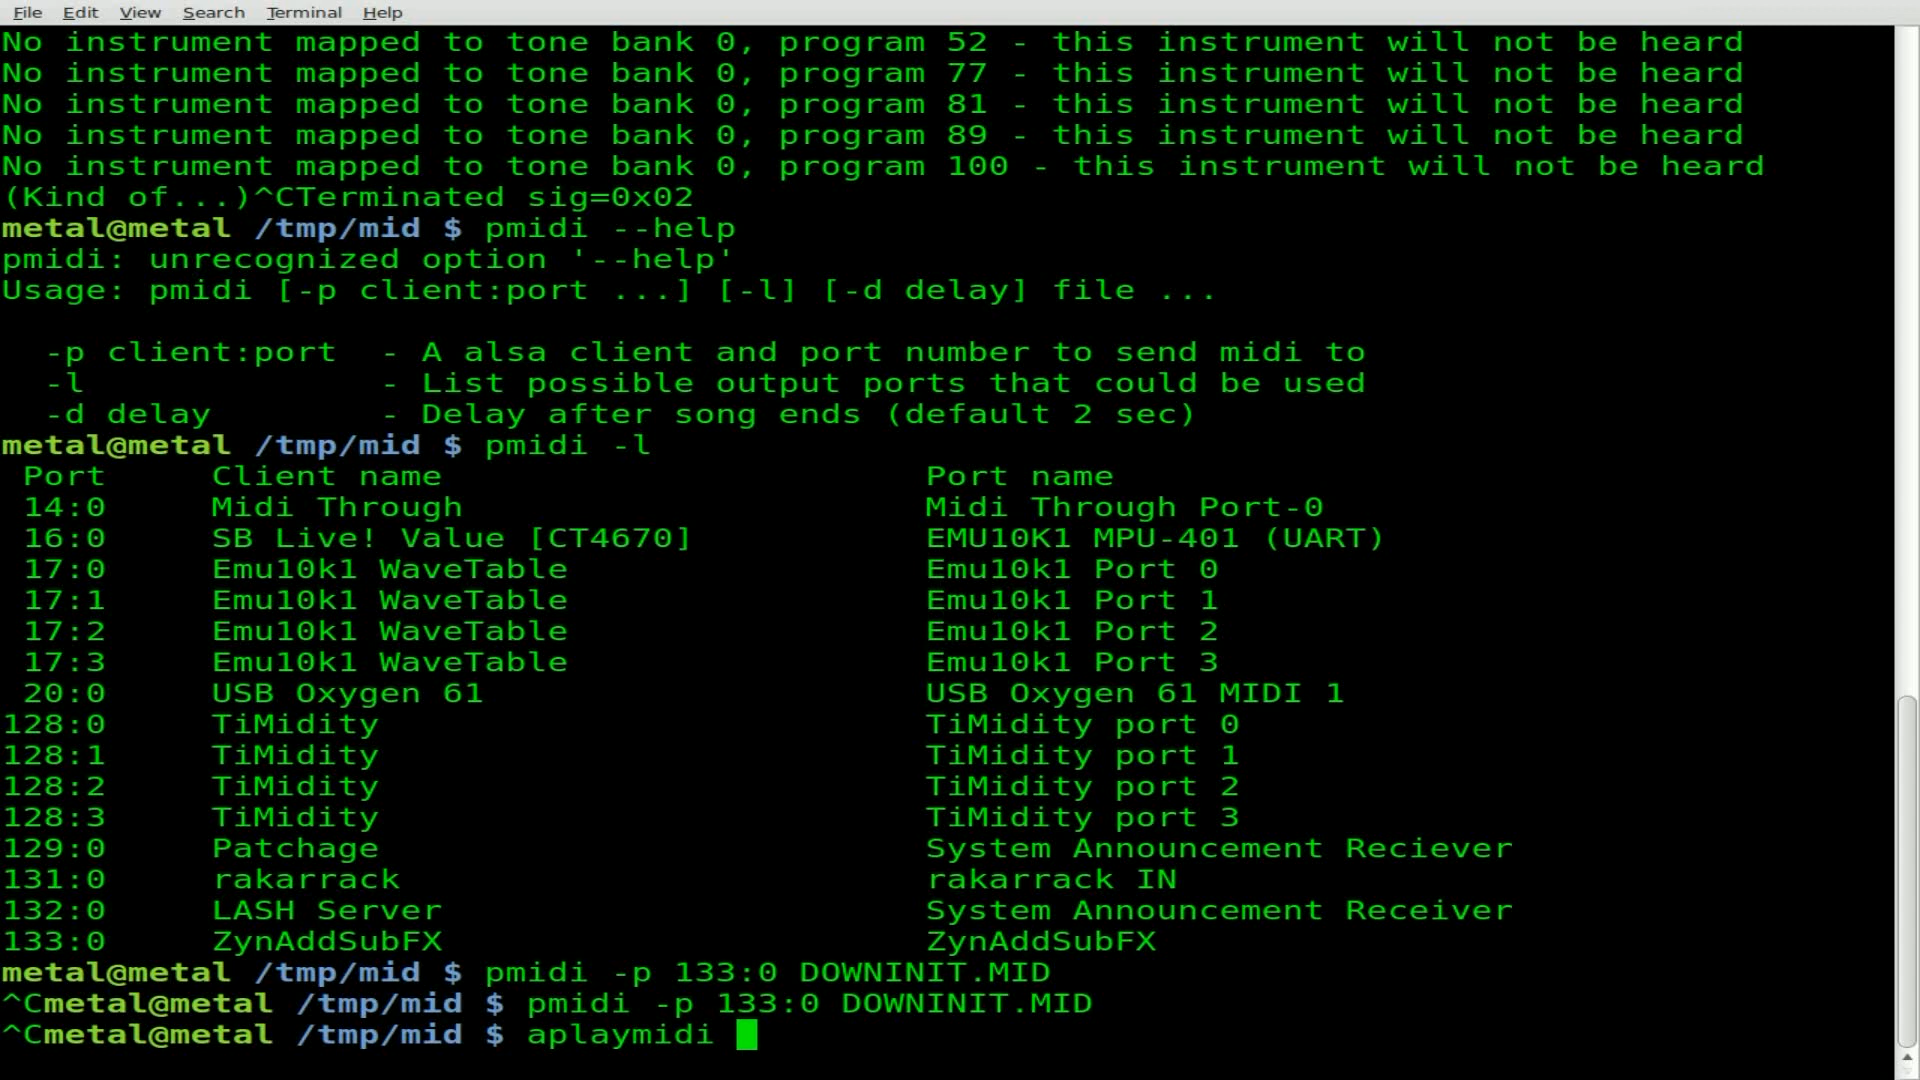 File Edit View Search Terminal Help
No instrument mapped to tone bank 0, program 52 - this instrument will not be heard
No instrument mapped to tone bank 0, program 77 - this instrument will not be heard
No instrument mapped to tone bank 0, program 81 - this instrument will not be heard
No instrument mapped to tone bank 0, program 89 - this instrument will not be heard
No instrument mapped to tone bank 0, program 100 - this instrument will not be heard
(Kind of...)^CTerminated sig=0x02
metal@metal /tmp/mid $ pmidi --help
pmidi: unrecognized option '--help'
Usage: pmidi [-p client:port ...] [-l] [-d delay] file ...
  -p client:port  - A alsa client and port number to send midi to
  -l              - List possible output ports that could be used
  -d delay        - Delay after song ends (default 2 sec)
metal@metal /tmp/mid $ pmidi -l
 Port     Client name                       Port name
 14:0     Midi Through                      Midi Through Port-0
 16:0     SB Live! Value [CT4670]           EMU10K1 MPU-401 (UART)
 17:0     Emu10k1 WaveTable                 Emu10k1 Port 0
 17:1     Emu10k1 WaveTable                 Emu10k1 Port 1
 17:2     Emu10k1 WaveTable                 Emu10k1 Port 2
 17:3     Emu10k1 WaveTable                 Emu10k1 Port 3
 20:0     USB Oxygen 61                     USB Oxygen 61 MIDI 1
128:0     TiMidity                          TiMidity port 0
128:1     TiMidity                          TiMidity port 1
128:2     TiMidity                          TiMidity port 2
128:3     TiMidity                          TiMidity port 3
129:0     Patchage                          System Announcement Reciever
131:0     rakarrack                         rakarrack IN
132:0     LASH Server                       System Announcement Receiver
133:0     ZynAddSubFX                       ZynAddSubFX
metal@metal /tmp/mid $ pmidi -p 133:0 DOWNINIT.MID
^Cmetal@metal /tmp/mid $ pmidi -p 133:0 DOWNINIT.MID
^Cmetal@metal /tmp/mid $ aplaymidi